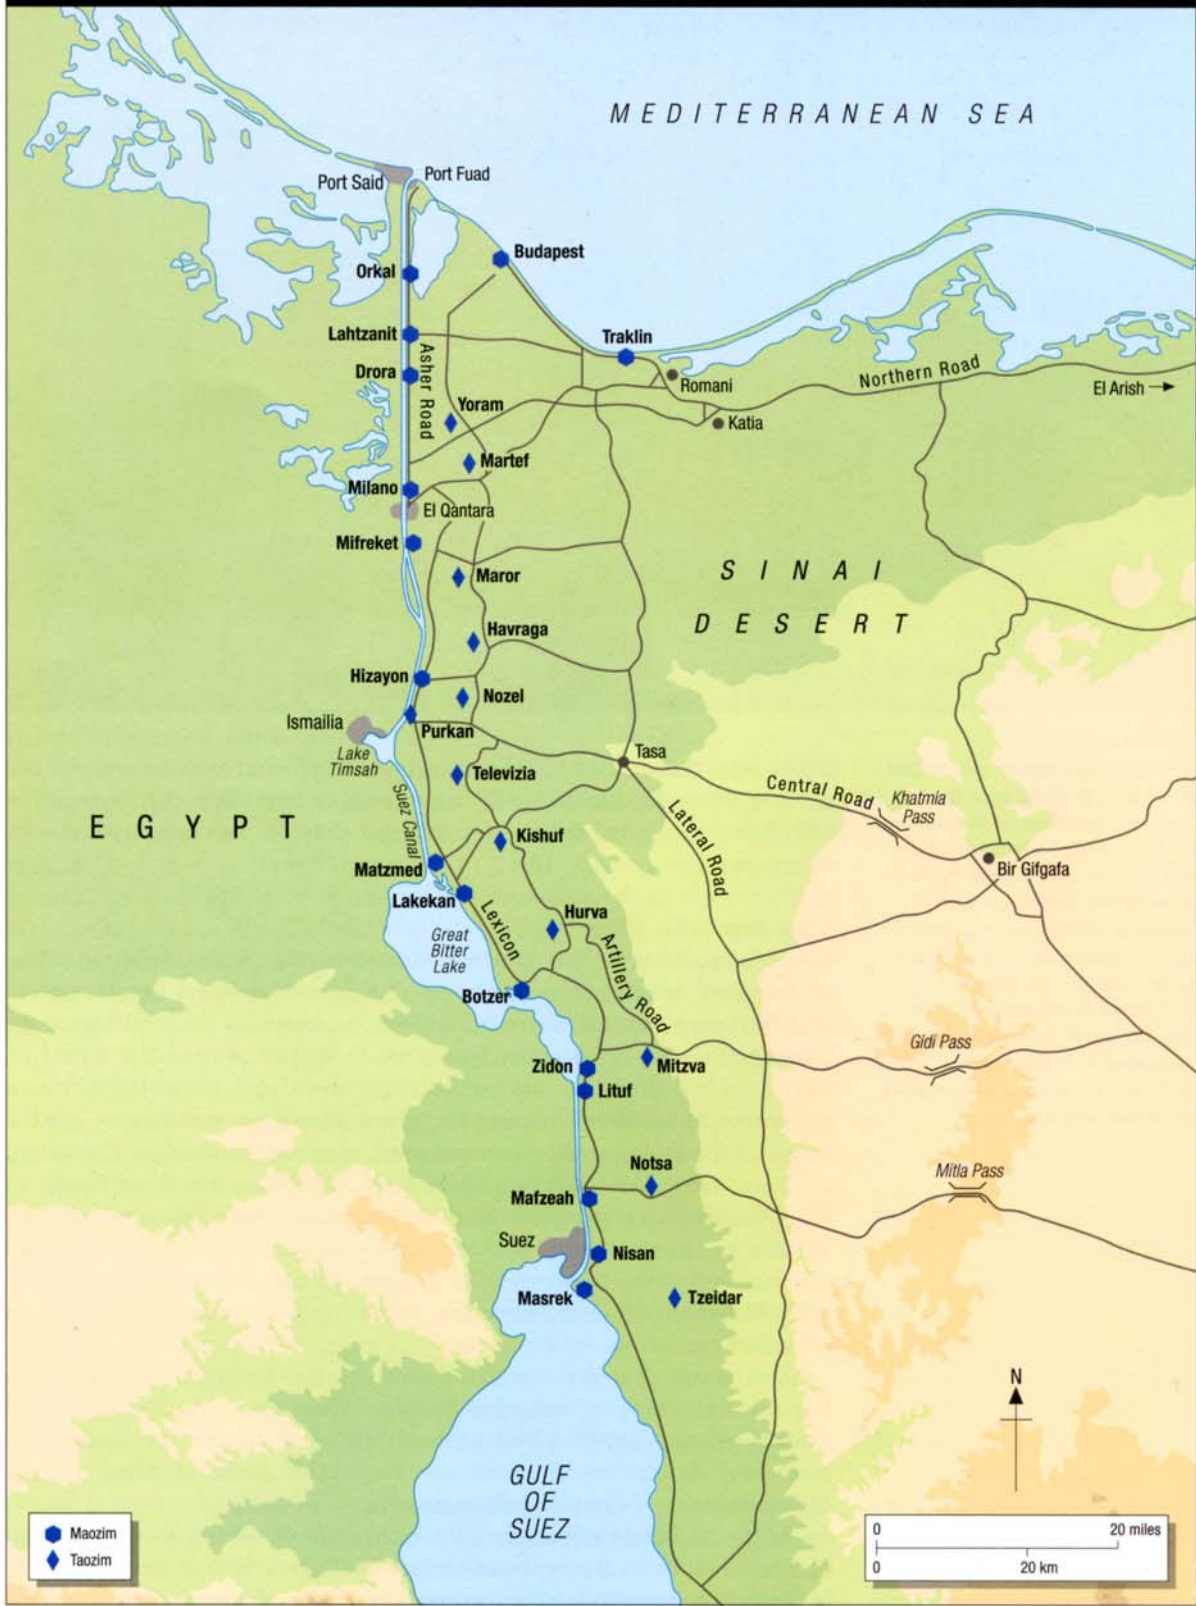 MEDITERRANEAN SEA
Port Said
Port Fuad
Budapest
Orkal
Lahtzanit
Traklin
Drora
Asher Road
Romani
Northern Road
El Arish
Yoram
Katia
Martef
Milano
El Qantara
Mifreket
SINAI
DESERT
Maror
Havraga
Hizayon
Nozel
Ismailia
Purkan
Lake
Timsah
Tasa
Televizia
Central Road
Khatmia
Pass
Suez Canal
Lateral Road
EGYPT
Kishuf
Matzmed
Bir Gifgafa
Lakekan
Lexicon
Hurva
Great
Bitter
Lake
Artillery Road
Botzer
Gidi Pass
Zidon
Mitzva
Lituf
Notsa
Mitla Pass
Mafzeah
Suez
Nisan
Masrek
Tzeidar
N
GULF
OF
SUEZ
Maozim
Taozim
0 20 miles
0 20 km